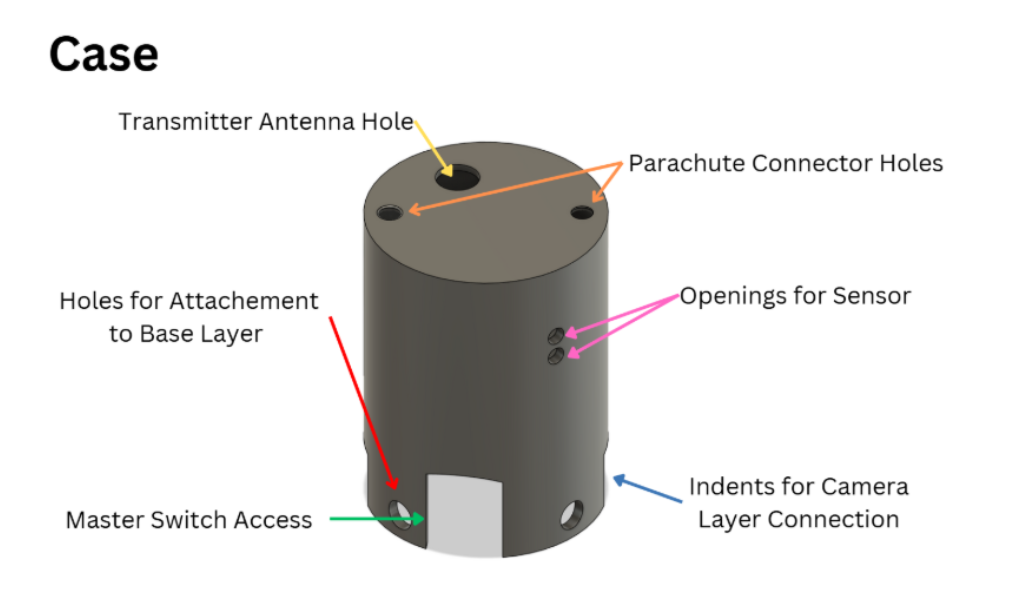 Case
Transmitter Antenna Hole
Parachute Connector Holes
Holes for Attachement
to Base Layer
Openings for Sensor
Master Switch Access
Indents for Camera
Layer Connection